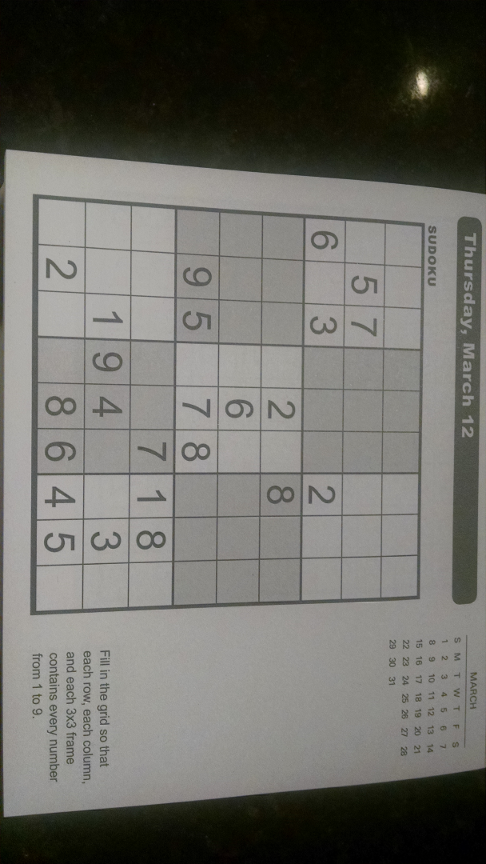 Thursday, March 12
SUDOKU
MARCH
S M T W T F S
1 2 3 4 5 6 7
8 9 10 11 12 13 14
15 16 17 18 19 20 21
22 23 24 25 26 27 28
29 30 31
5 7
6 3 2
2 8
6
9 5 7 8
7 1 8
1 9 4 3
2 8 6 4 5
Fill in the grid so that
each row, each column,
and each 3x3 frame
contains every number
from 1 to 9.